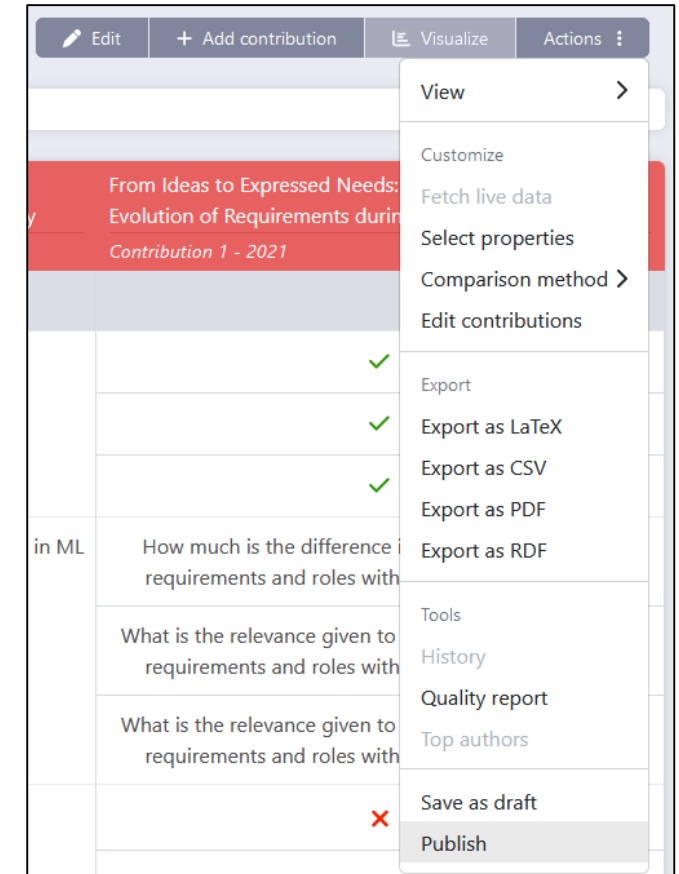 Edit
+ Add contribution
Visualize
Actions
View
Customize
Fetch live data
Select properties
Comparison method
Edit contributions
Export
Export as LaTeX
Export as CSV
Export as PDF
Export as RDF
Tools
History
Quality report
Top authors
Save as draft
Publish
y
From Ideas to Expressed Needs:
Evolution of Requirements durin
Contribution 1 - 2021
in ML
How much is the difference i
requirements and roles with
What is the relevance given to
requirements and roles with
What is the relevance given to
requirements and roles with